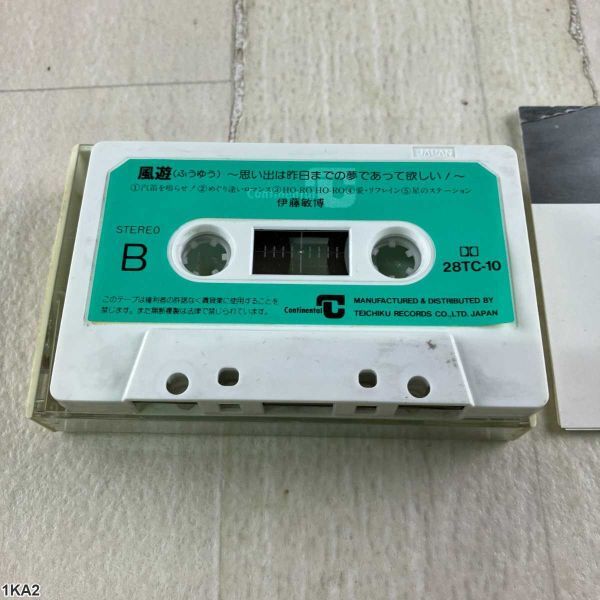 JAPAN
風遊(ふうゆう) ～思い出は昨日までの夢であって欲しい！～
①汽笛を鳴らせ！②めぐり逢いロマンス③HO-RO HO-RO④愛・リフレイン⑤星のステーション
Continental
伊藤敏博
STEREO
B
28TC-10
このテープは権利者の許諾なく賃貸業に使用することを
禁じます。また無断複製は法律で禁じられています。
Continental
MANUFACTURED & DISTRIBUTED BY
TEICHIKU RECORDS CO.,LTD. JAPAN
1KA2